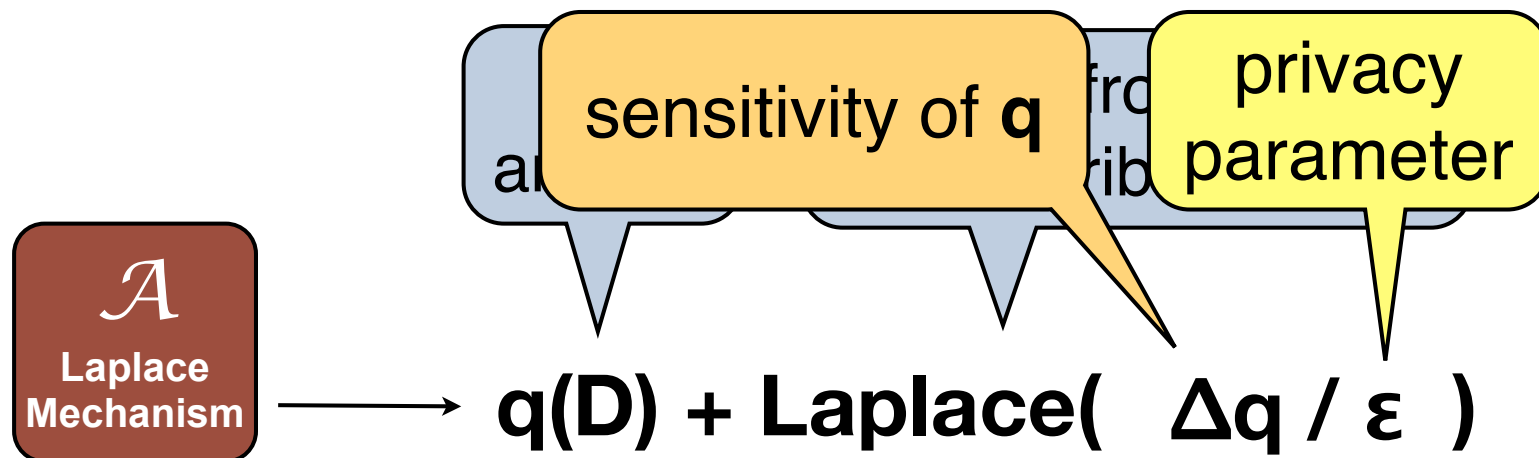 sensitivity of q
privacy
parameter
𝒜
Laplace
Mechanism
q(D) + Laplace( Δq / ε )